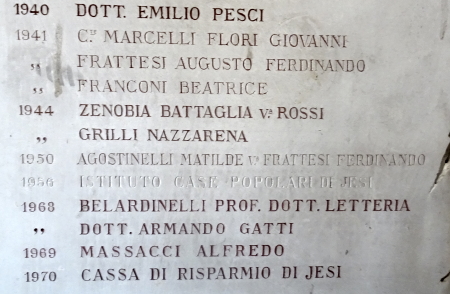 1940 DOTT. EMILIO PESCI
1941 C.ᵉ MARCELLI FLORI GIOVANNI
„ FRATTESI AUGUSTO FERDINANDO
„ FRANCONI BEATRICE
1944 ZENOBIA BATTAGLIA Vᵃ ROSSI
„ GRILLI NAZZARENA
1950 AGOSTINELLI MATILDE Vᵃ FRATTESI FERDINANDO
1956 ISTITUTO CASE POPOLARI DI JESI
1968 BELARDINELLI PROF. DOTT. LETTERIA
„ DOTT. ARMANDO GATTI
1969 MASSACCI ALFREDO
1970 CASSA DI RISPARMIO DI JESI